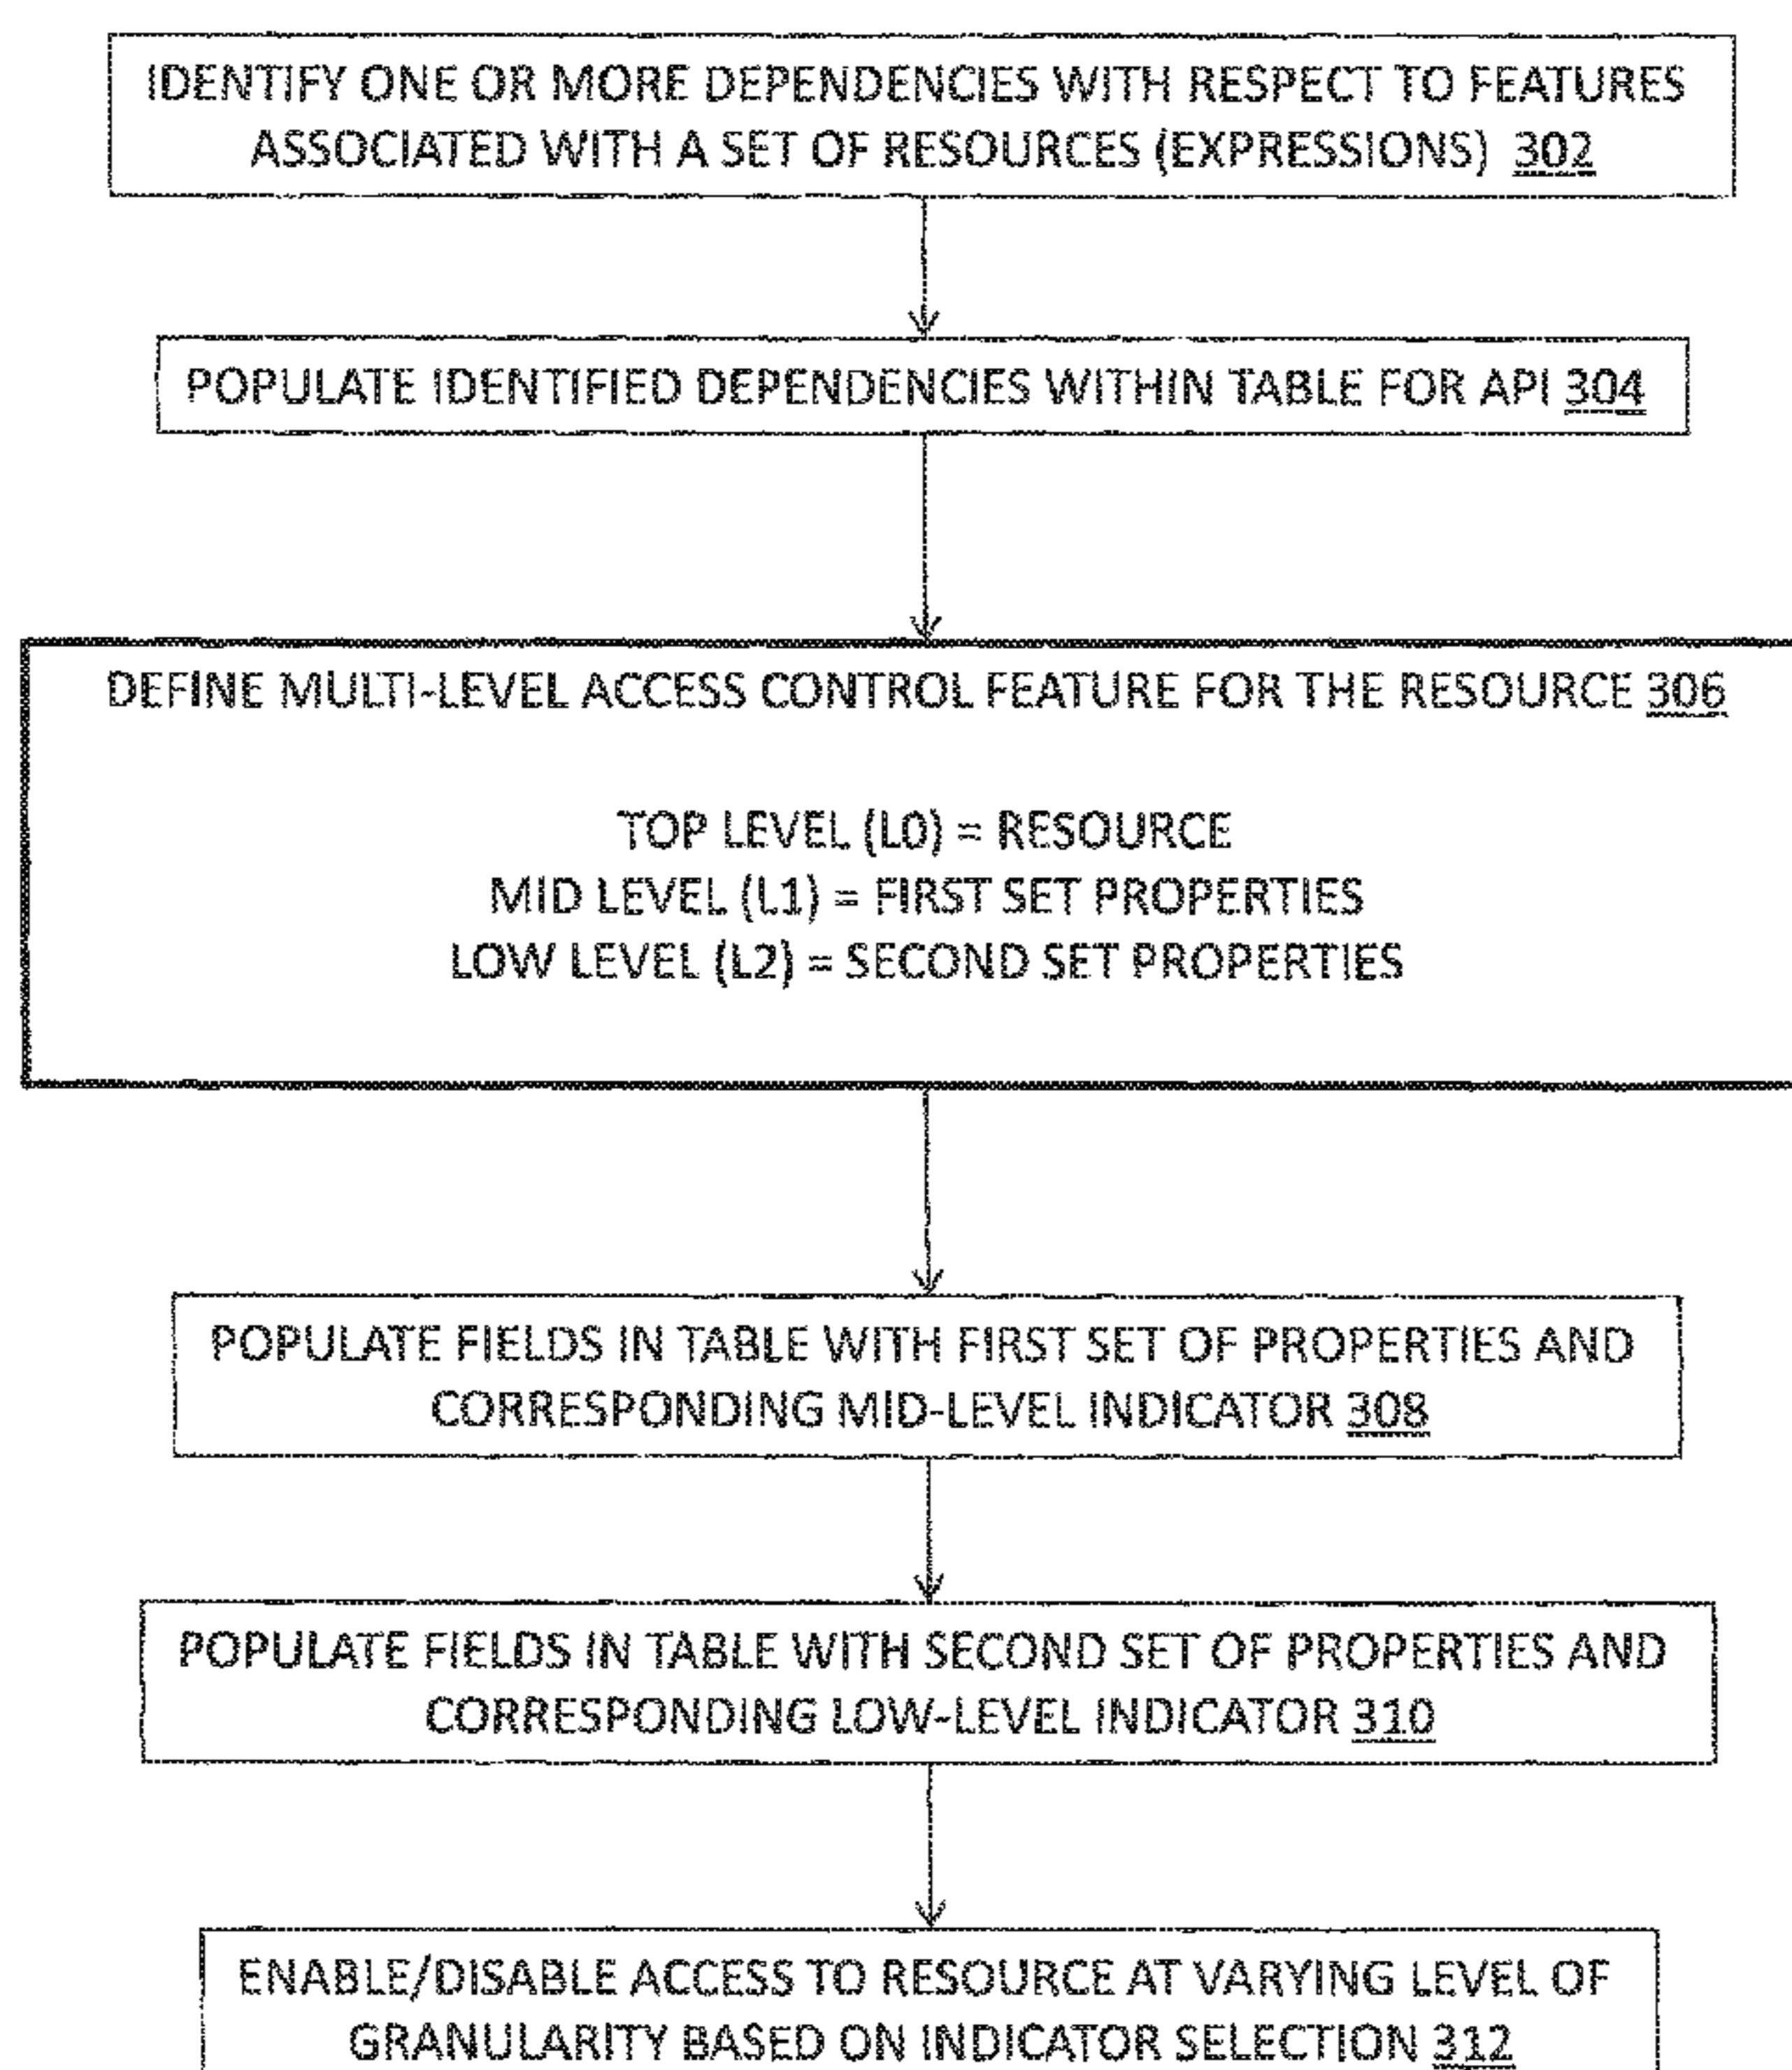 IDENTIFY ONE OR MORE DEPENDENCIES WITH RESPECT TO FEATURES
ASSOCIATED WITH A SET OF RESOURCES (EXPRESSIONS) 302
POPULATE IDENTIFIED DEPENDENCIES WITHIN TABLE FOR API 304
DEFINE MULTI-LEVEL ACCESS CONTROL FEATURE FOR THE RESOURCE 306
TOP LEVEL (L0) = RESOURCE
MID LEVEL (L1) = FIRST SET PROPERTIES
LOW LEVEL (L2) = SECOND SET PROPERTIES
POPULATE FIELDS IN TABLE WITH FIRST SET OF PROPERTIES AND
CORRESPONDING MID-LEVEL INDICATOR 308
POPULATE FIELDS IN TABLE WITH SECOND SET OF PROPERTIES AND
CORRESPONDING LOW-LEVEL INDICATOR 310
ENABLE/DISABLE ACCESS TO RESOURCE AT VARYING LEVEL OF
GRANULARITY BASED ON INDICATOR SELECTION 312